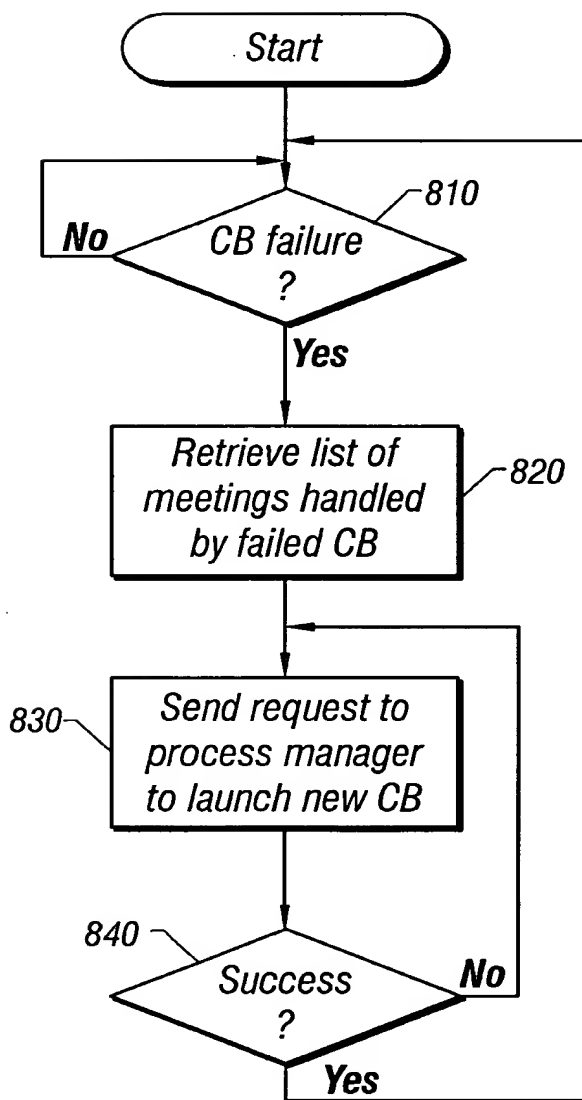 Start
810
CB failure
?
No
Yes
Retrieve list of
meetings handled
by failed CB
820
830
Send request to
process manager
to launch new CB
840
Success
?
No
Yes